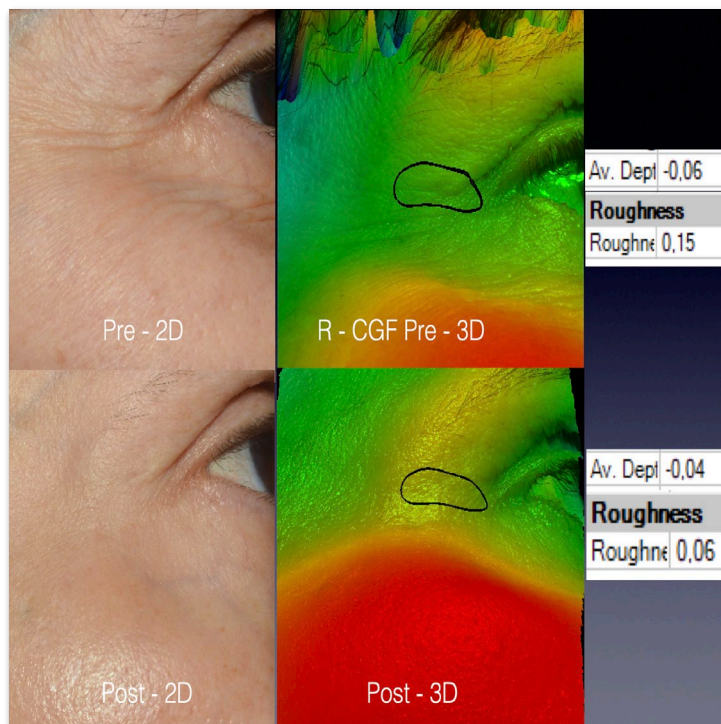 Pre - 2D
R - CGF Pre - 3D
Av. Dept -0,06
Roughness
Roughne 0,15
Post - 2D
Post - 3D
Av. Dept -0,04
Roughness
Roughne 0,06